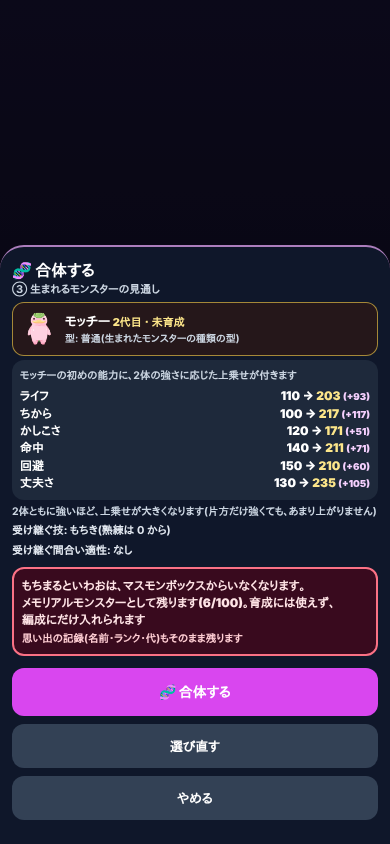 🧬 合体する
③ 生まれるモンスターの見通し
モッチー 2代目・未育成
型: 普通(生まれたモンスターの種類の型)
モッチーの初めの能力に、2体の強さに応じた上乗せが付きます
ライフ 110 → 203 (+93)
ちから 100 → 217 (+117)
かしこさ 120 → 171 (+51)
命中 140 → 211 (+71)
回避 150 → 210 (+60)
丈夫さ 130 → 235 (+105)
2体ともに強いほど、上乗せが大きくなります(片方だけ強くても、あまり上がりません)
受け継ぐ技: もちき(熟練は 0 から)
受け継ぐ間合い適性: なし
もちまるといわおは、マスモンボックスからいなくなります。
メモリアルモンスターとして残ります(6/100)。育成には使えず、
編成にだけ入れられます
思い出の記録(名前・ランク・代)もそのまま残ります
🧬 合体する
選び直す
やめる